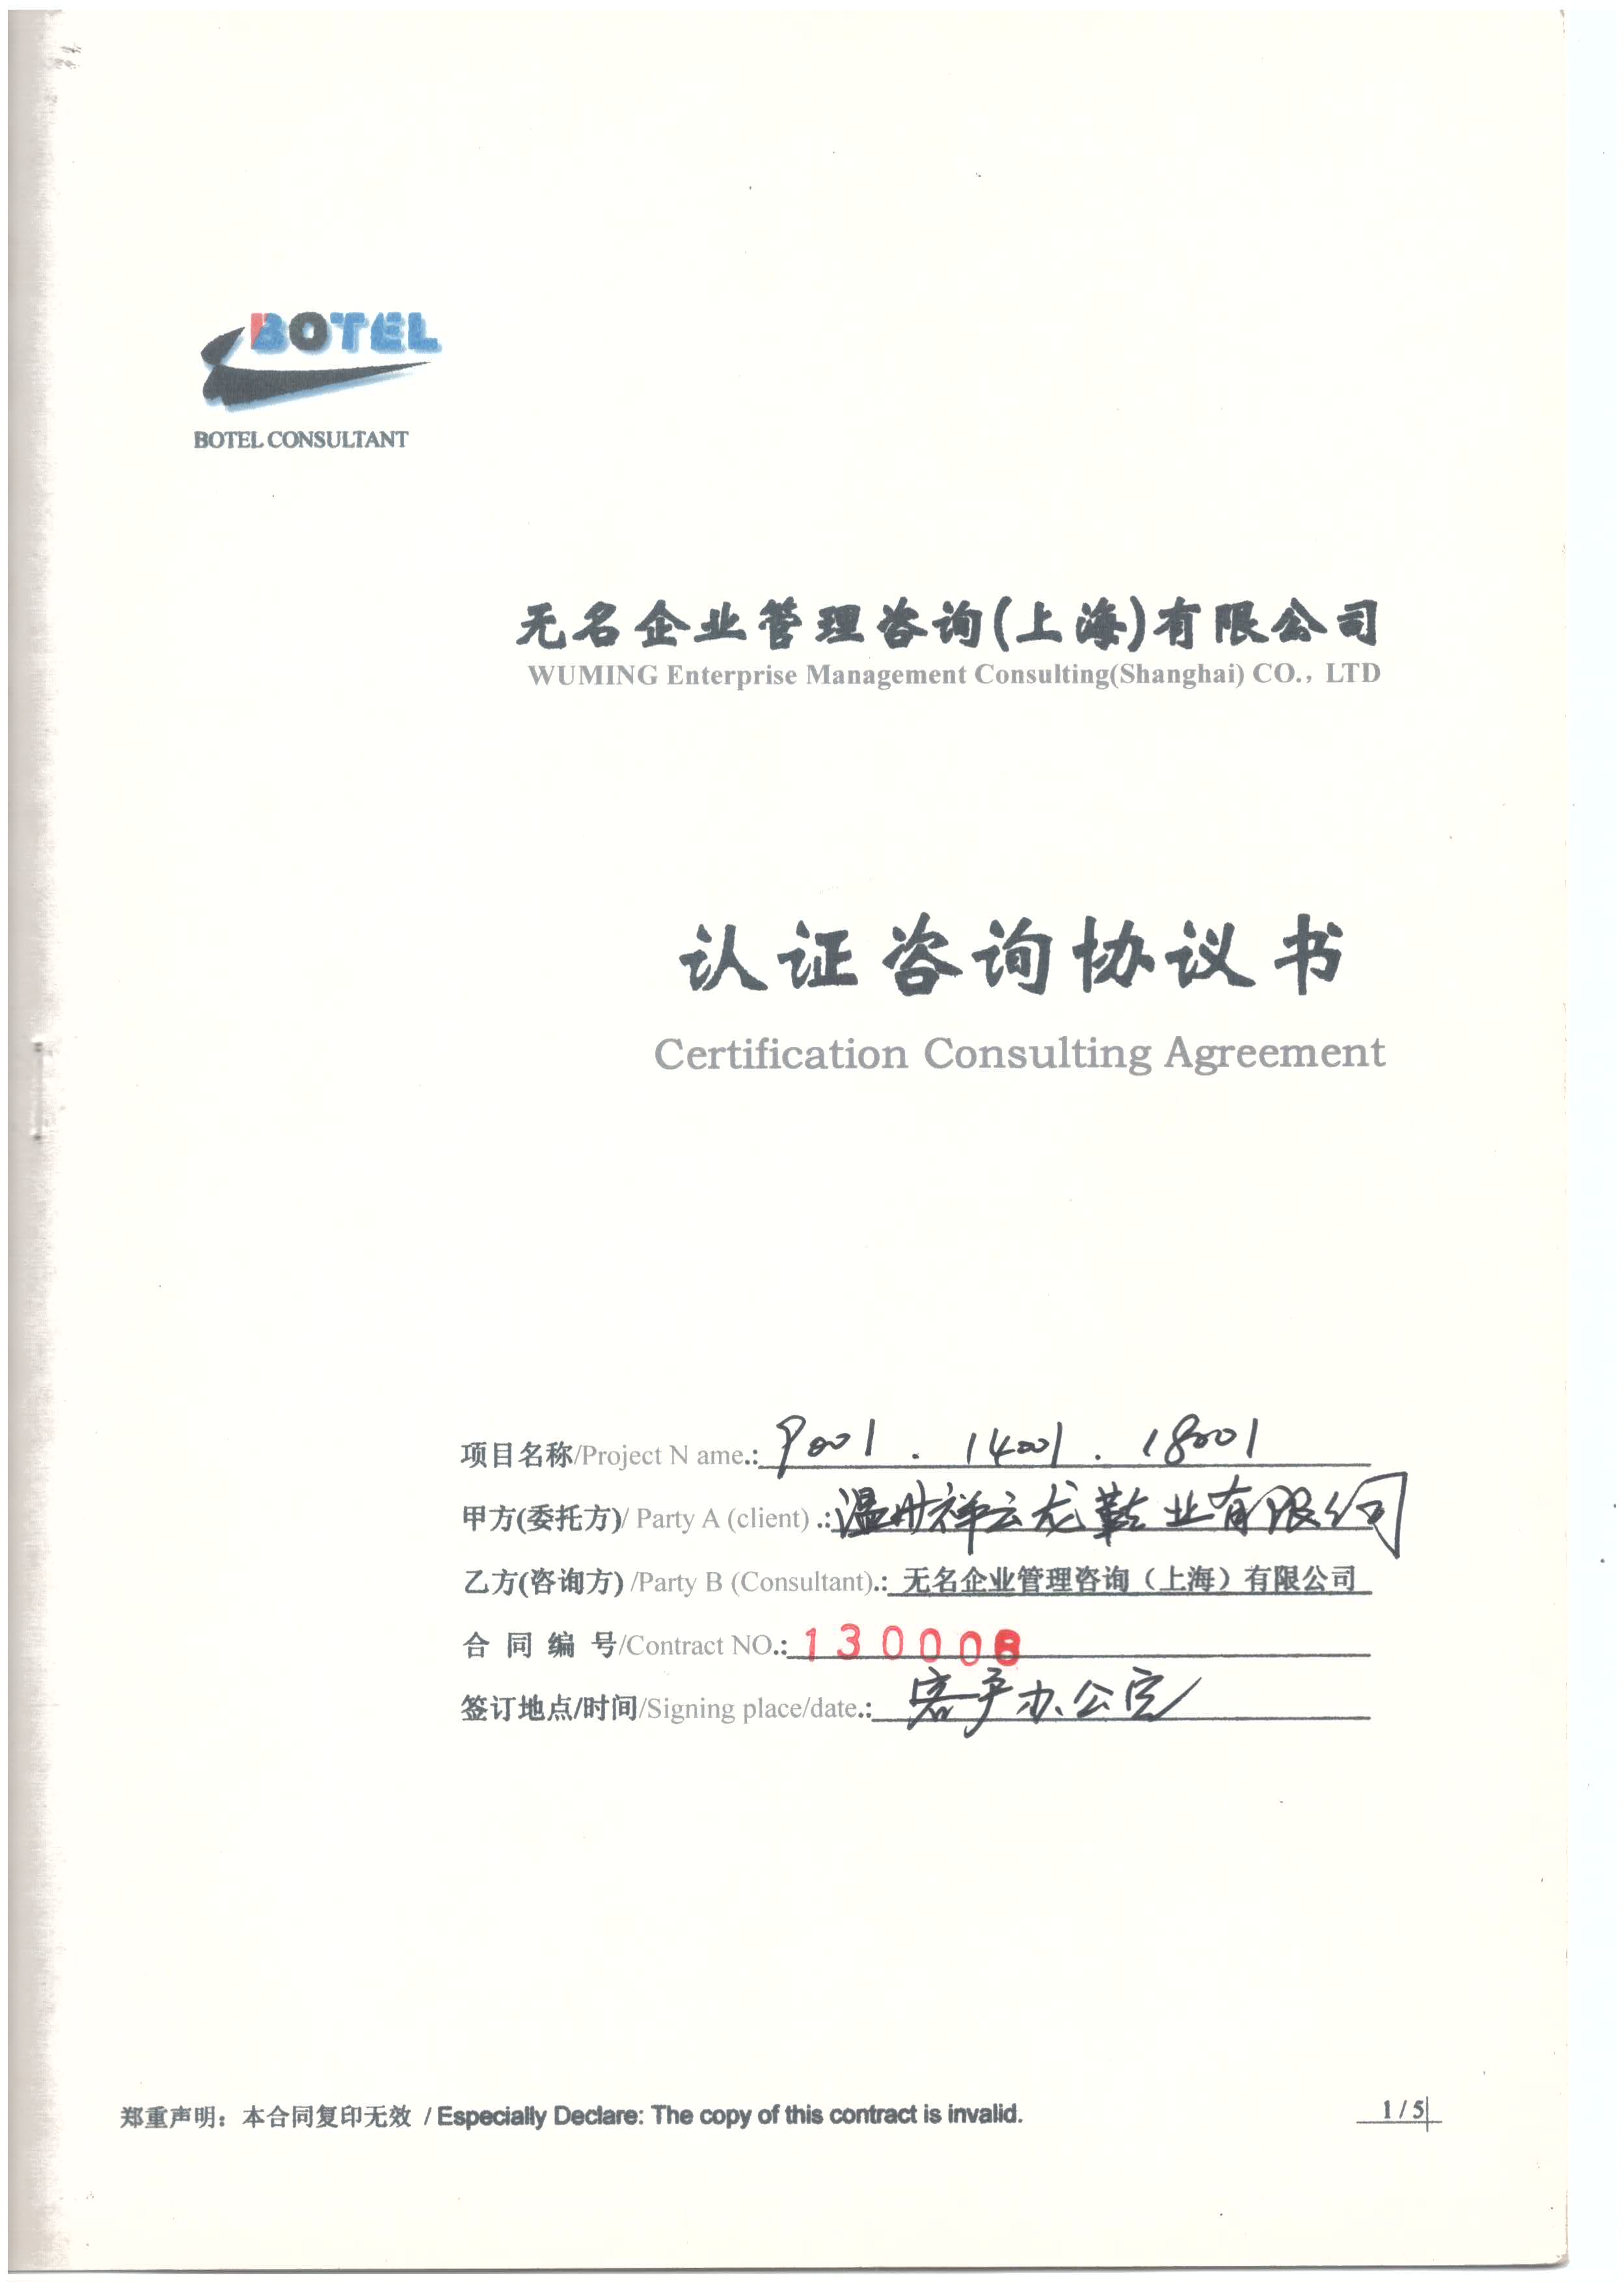 BOTEL
BOTEL CONSULTANT
无名企业管理咨询(上海)有限公司
WUMING Enterprise Management Consulting(Shanghai) CO., LTD
认证咨询协议书
Certification Consulting Agreement
项目名称/Project N ame.: 9001 . 14001 . 18001
甲方(委托方)/ Party A (client) .: 温州祥云龙鞋业有限公司
乙方(咨询方) /Party B (Consultant).: 无名企业管理咨询（上海）有限公司
合 同 编 号/Contract NO.: 130008
签订地点/时间/Signing place/date.: 客户办公室
郑重声明：本合同复印无效 / Especially Declare: The copy of this contract is invalid.
1 / 5